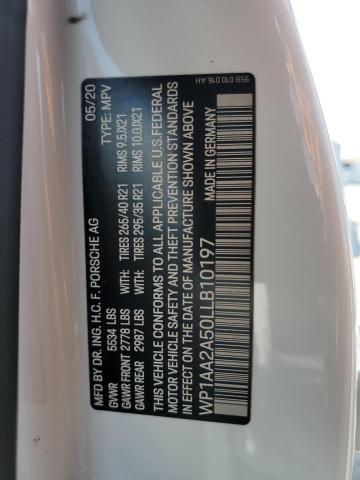 95B.010.016.AH
MFD BY: DR. ING. H.C. F. PORSCHE AG 05/20
GVWR 5534 LBS TYPE: MPV
GAWR FRONT 2778 LBS WITH: TIRES 265/40 R21 RIMS 9.5JX21
GAWR REAR 2987 LBS WITH: TIRES 295/35 R21 RIMS 10.0JX21
THIS VEHICLE CONFORMS TO ALL APPLICABLE U.S. FEDERAL
MOTOR VEHICLE SAFETY AND THEFT PREVENTION STANDARDS
IN EFFECT ON THE DATE OF MANUFACTURE SHOWN ABOVE
WP1AA2A50LLB10197 MADE IN GERMANY